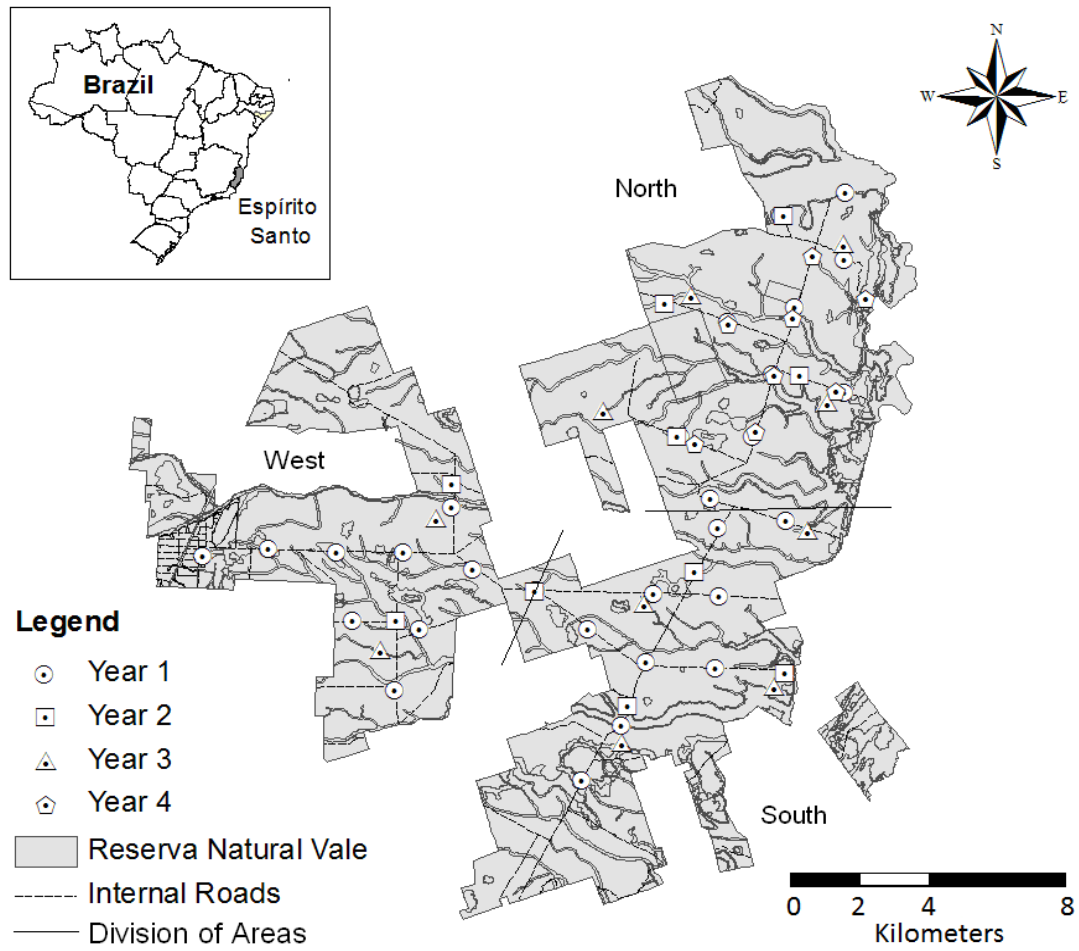 Brazil
Espírito
Santo
N
W
E
S
North
West
South
Legend
Year 1
Year 2
Year 3
Year 4
Reserva Natural Vale
Internal Roads
Division of Areas
0 2 4 8
Kilometers